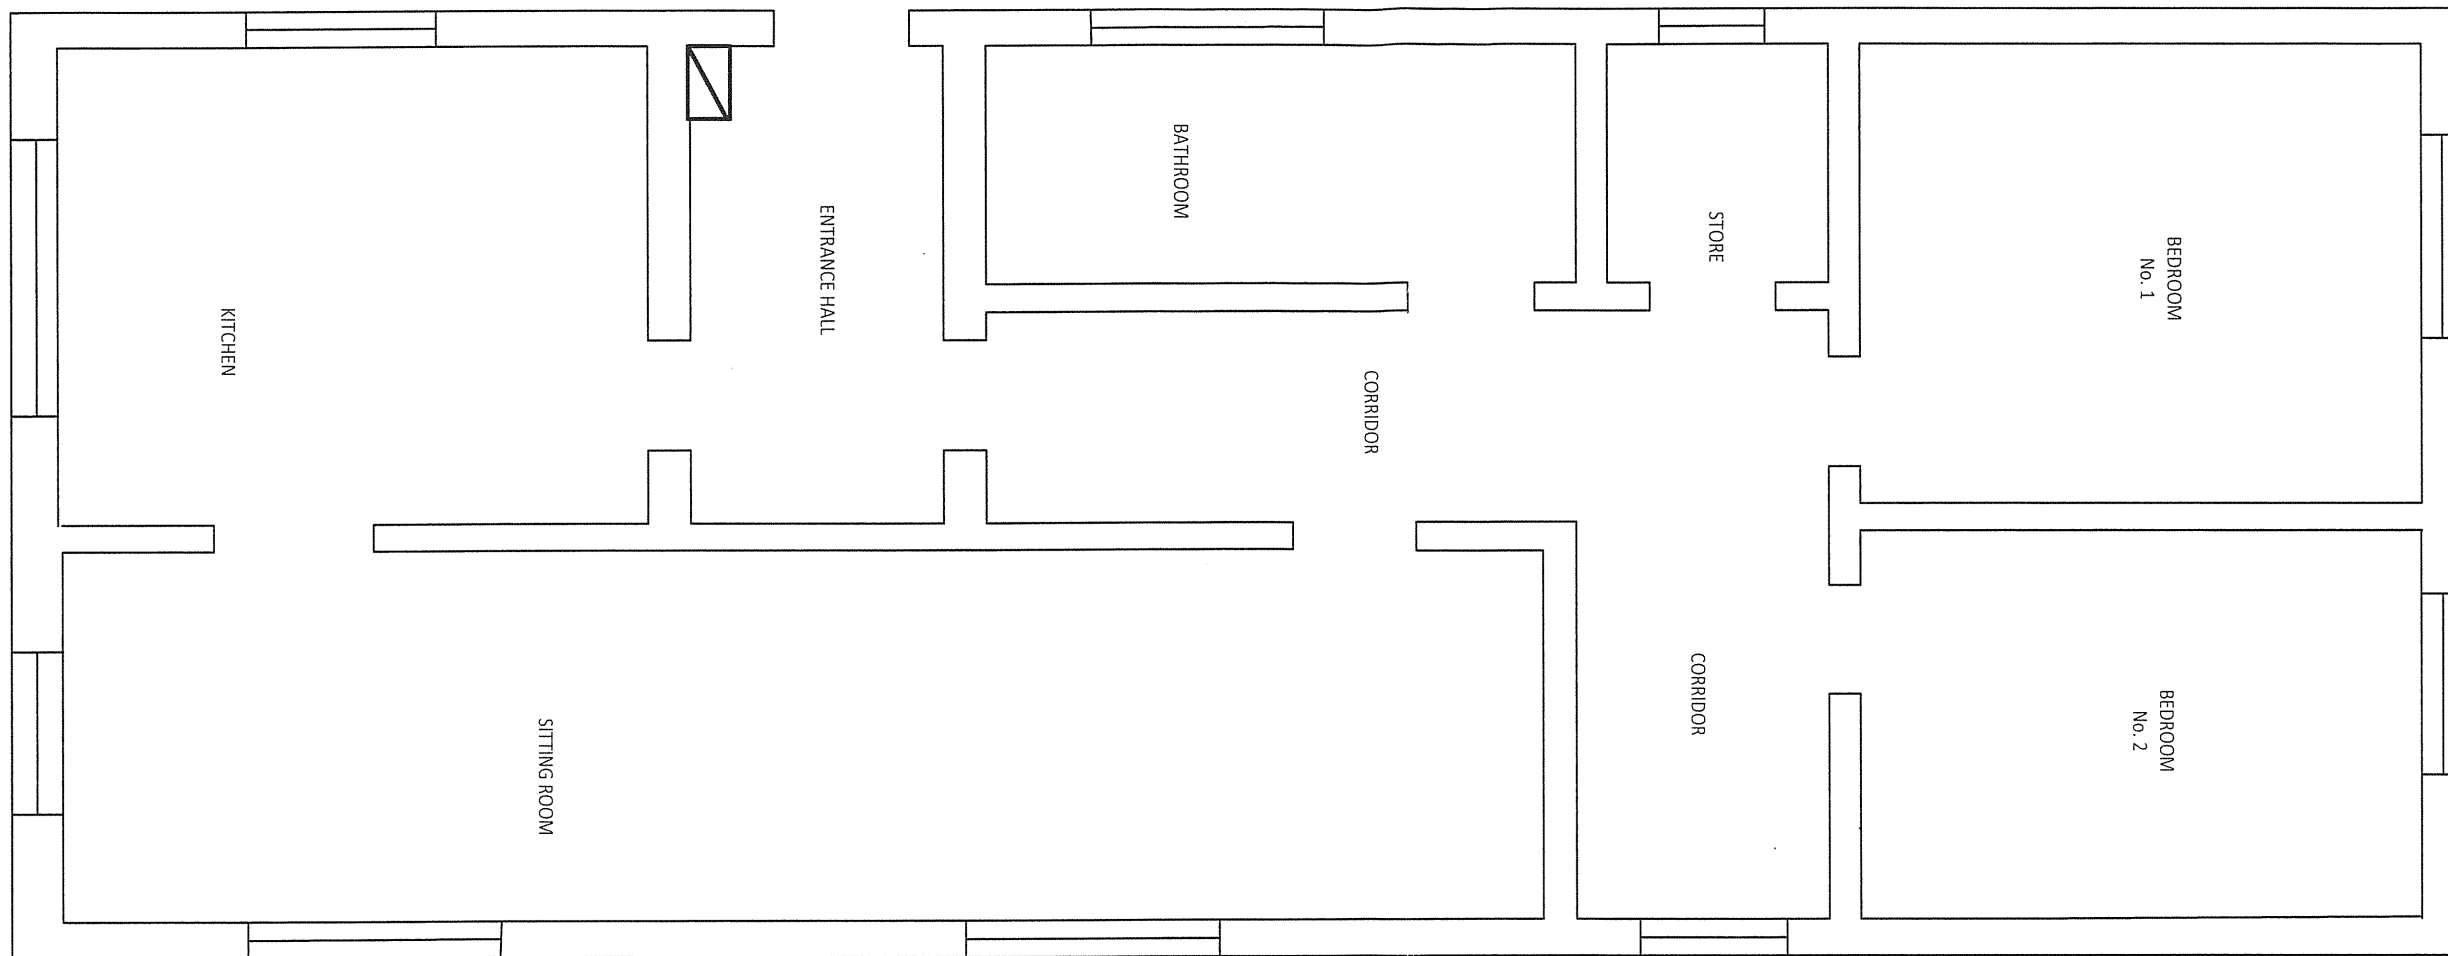 KITCHEN
ENTRANCE HALL
BATHROOM
STORE
BEDROOM
No. 1
CORRIDOR
SITTING ROOM
CORRIDOR
BEDROOM
No. 2